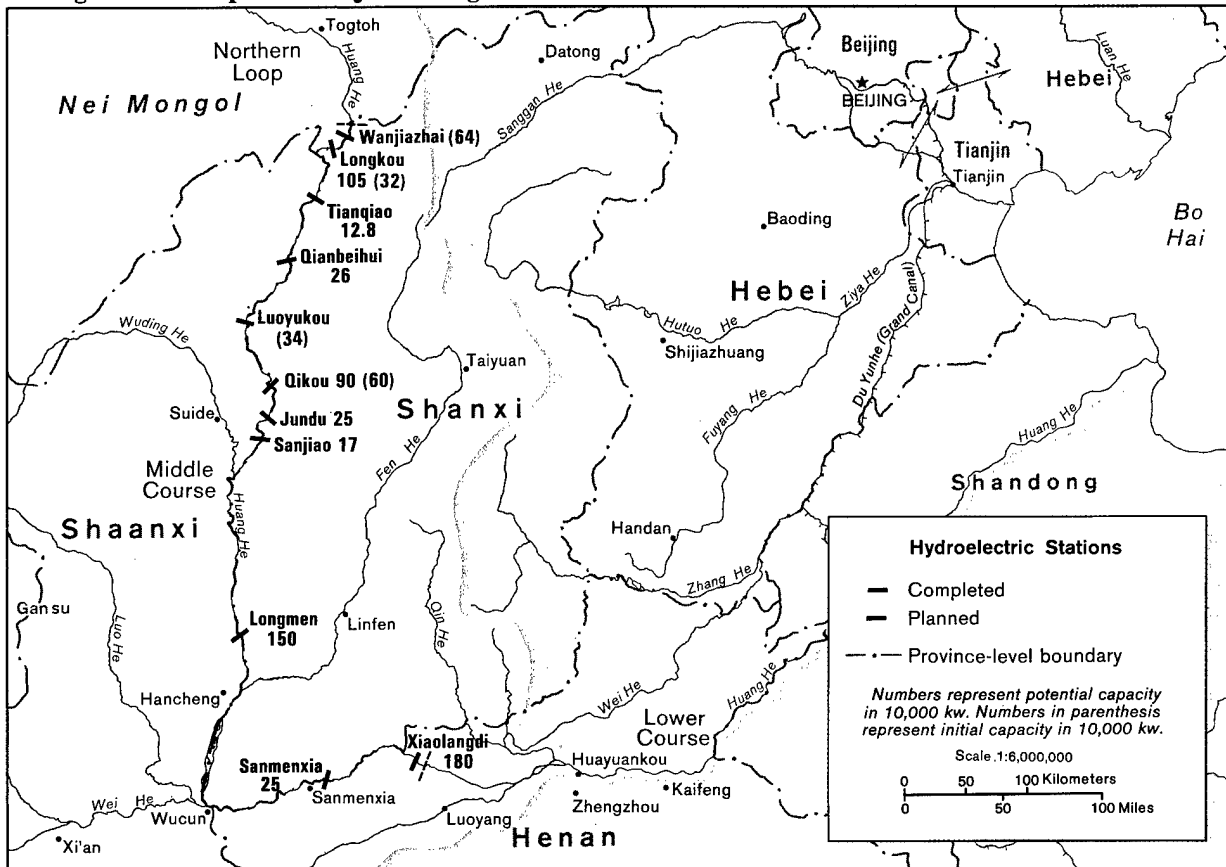 Togtoh
Northern
Loop
Huang He
Datong
Beijing
BEIJING
Luan He
Hebei
Nei Mongol
Sanggan He
Wanjiazhai (64)
Longkou
105 (32)
Tianjin
Tianjin
Tianqiao
12.8
Baoding
Bo
Hai
Qianbeihui
26
Hebei
Ziya He
Wuding He
Luoyukou
(34)
Hutuo He
Shijiazhuang
Du Yunhe (Grand Canal)
Taiyuan
Qikou 90 (60)
Shanxi
Suide
Jundu 25
Fuyang He
Huang He
Sanjiao 17
Fen He
Middle
Course
Shandong
Huang He
Shaanxi
Handan
Zhang He
Gansu
Luo He
Longmen
150
Linfen
Qin He
Hancheng
Wei He
Huang He
Lower
Course
Xiaolangdi
180
Sanmenxia
25
Huayuankou
Sanmenxia
Wei He
Wucun
Kaifeng
Zhengzhou
Luoyang
Xi'an
Henan
Hydroelectric Stations
Completed
Planned
Province-level boundary
Numbers represent potential capacity
in 10,000 kw. Numbers in parenthesis
represent initial capacity in 10,000 kw.
Scale 1:6,000,000
0 50 100 Kilometers
0 50 100 Miles